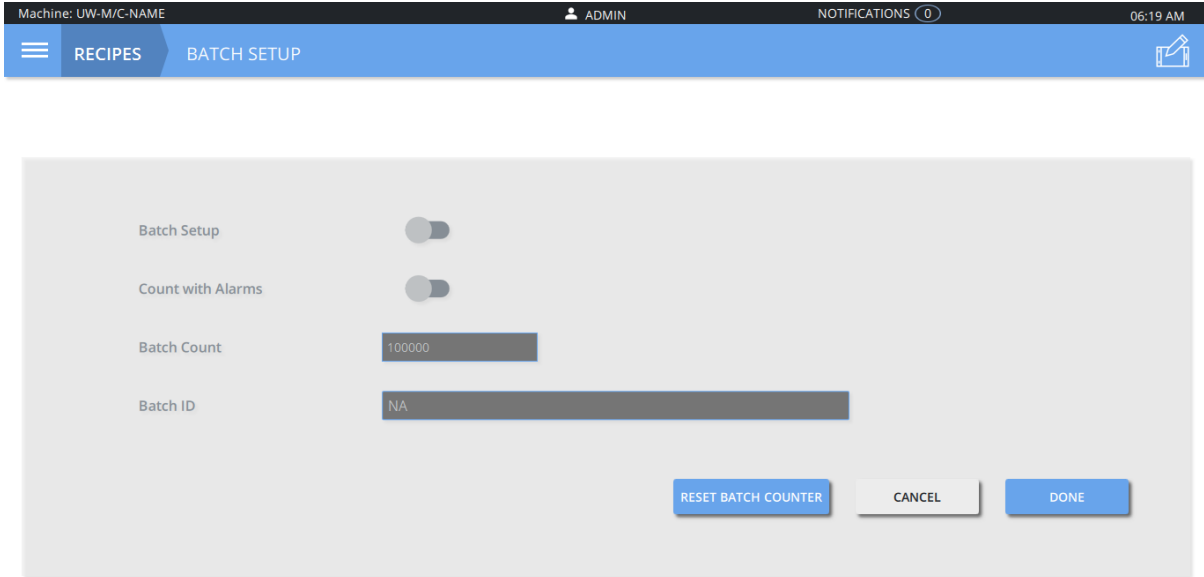 Machine: UW-M/C-NAME ADMIN NOTIFICATIONS 0 06:19 AM
RECIPES BATCH SETUP
Batch Setup
Count with Alarms
Batch Count 100000
Batch ID NA
RESET BATCH COUNTER CANCEL DONE